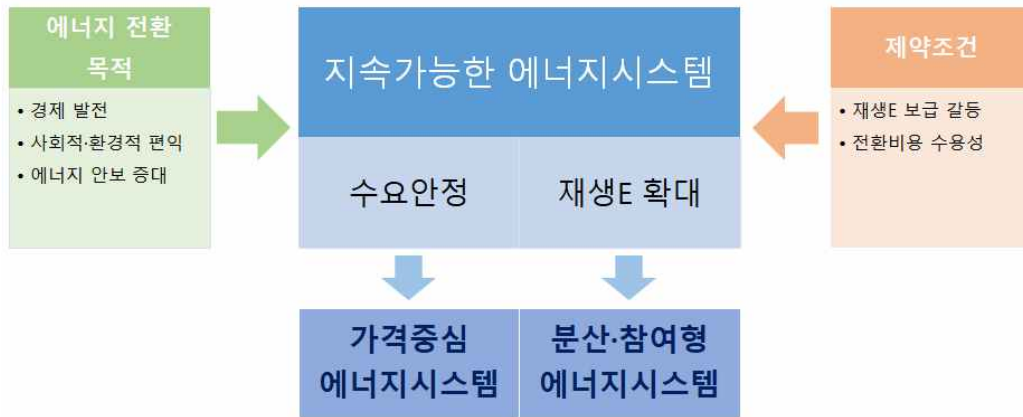 에너지 전환
목적
• 경제 발전
• 사회적·환경적 편익
• 에너지 안보 증대
지속가능한 에너지시스템
수요안정
재생E 확대
제약조건
• 재생E 보급 갈등
• 전환비용 수용성
가격중심
에너지시스템
분산·참여형
에너지시스템